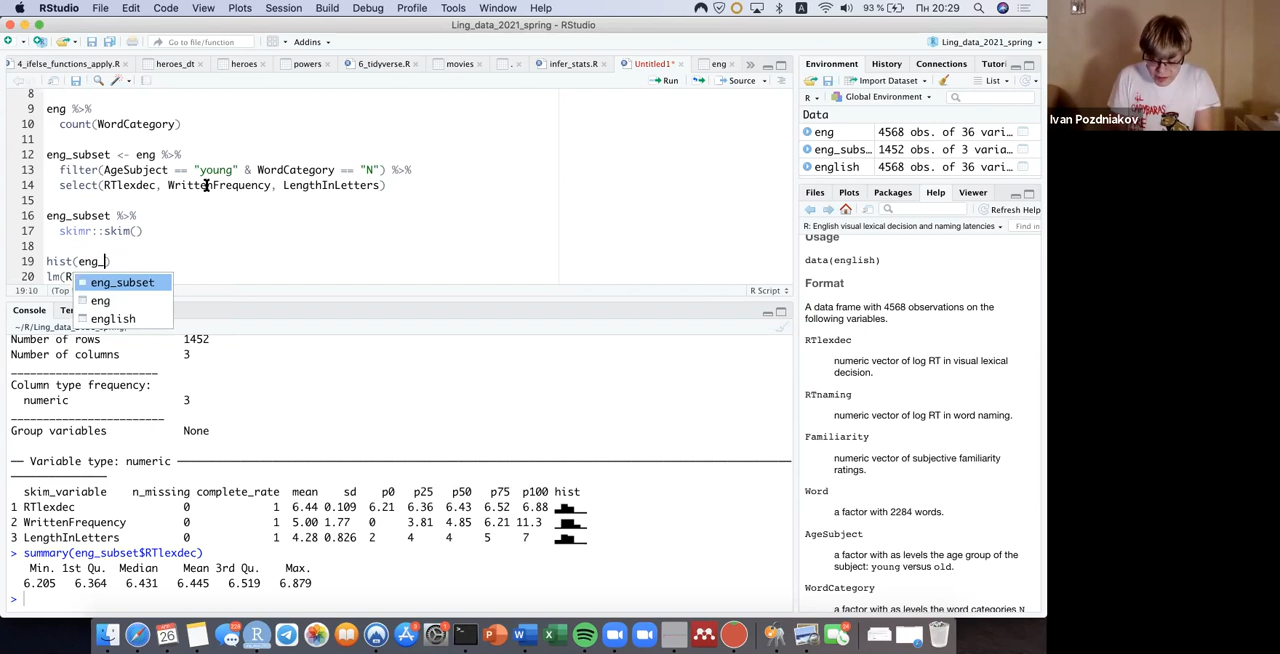 RStudio File Edit Code View Plots Session Build Debug Profile Tools Window Help 93 % Пн 20:29
Ling_data_2021_spring - RStudio
Go to file/function Addins Ling_data_2021_spring
4_ifelse_functions_apply.R heroes_dt heroes powers 6_tidyverse.R movies . infer_stats.R Untitled1* eng
Run Source
8
9 eng %>%
10 count(WordCategory)
11
12 eng_subset <- eng %>%
13 filter(AgeSubject == "young" & WordCategory == "N") %>%
14 select(RTlexdec, WrittenFrequency, LengthInLetters)
15
16 eng_subset %>%
17 skimr::skim()
18
19 hist(eng_)
20 lm(R
eng_subset
eng
english
19:10 (Top R Script
Console Te
~/R/Ling_data_2021_spring/
Number of rows 1452
Number of columns 3
_______________________
Column type frequency:
numeric 3
________________________
Group variables None
── Variable type: numeric ──
skim_variable n_missing complete_rate mean sd p0 p25 p50 p75 p100 hist
1 RTlexdec 0 1 6.44 0.109 6.21 6.36 6.43 6.52 6.88
2 WrittenFrequency 0 1 5.00 1.77 0 3.81 4.85 6.21 11.3
3 LengthInLetters 0 1 4.28 0.826 2 4 4 5 7
> summary(eng_subset$RTlexdec)
Min. 1st Qu. Median Mean 3rd Qu. Max.
6.205 6.364 6.431 6.445 6.519 6.879
>
Environment History Connections Tutori
Import Dataset List
R Global Environment
Data
eng 4568 obs. of 36 vari…
eng_subs… 1452 obs. of 3 varia…
english 4568 obs. of 36 vari…
Files Plots Packages Help Viewer
Refresh Help
R: English visual lexical decision and naming latencies Find in
Usage
data(english)
Format
A data frame with 4568 observations on the
following variables.
RTlexdec
numeric vector of log RT in visual lexical
decision.
RTnaming
numeric vector of log RT in word naming.
Familiarity
numeric vector of subjective familiarity
ratings.
Word
a factor with 2284 words.
AgeSubject
a factor with as levels the age group of the
subject: young versus old.
WordCategory
a factor with as levels the word categories N
Ivan Pozdniakov
CAPYBARAS